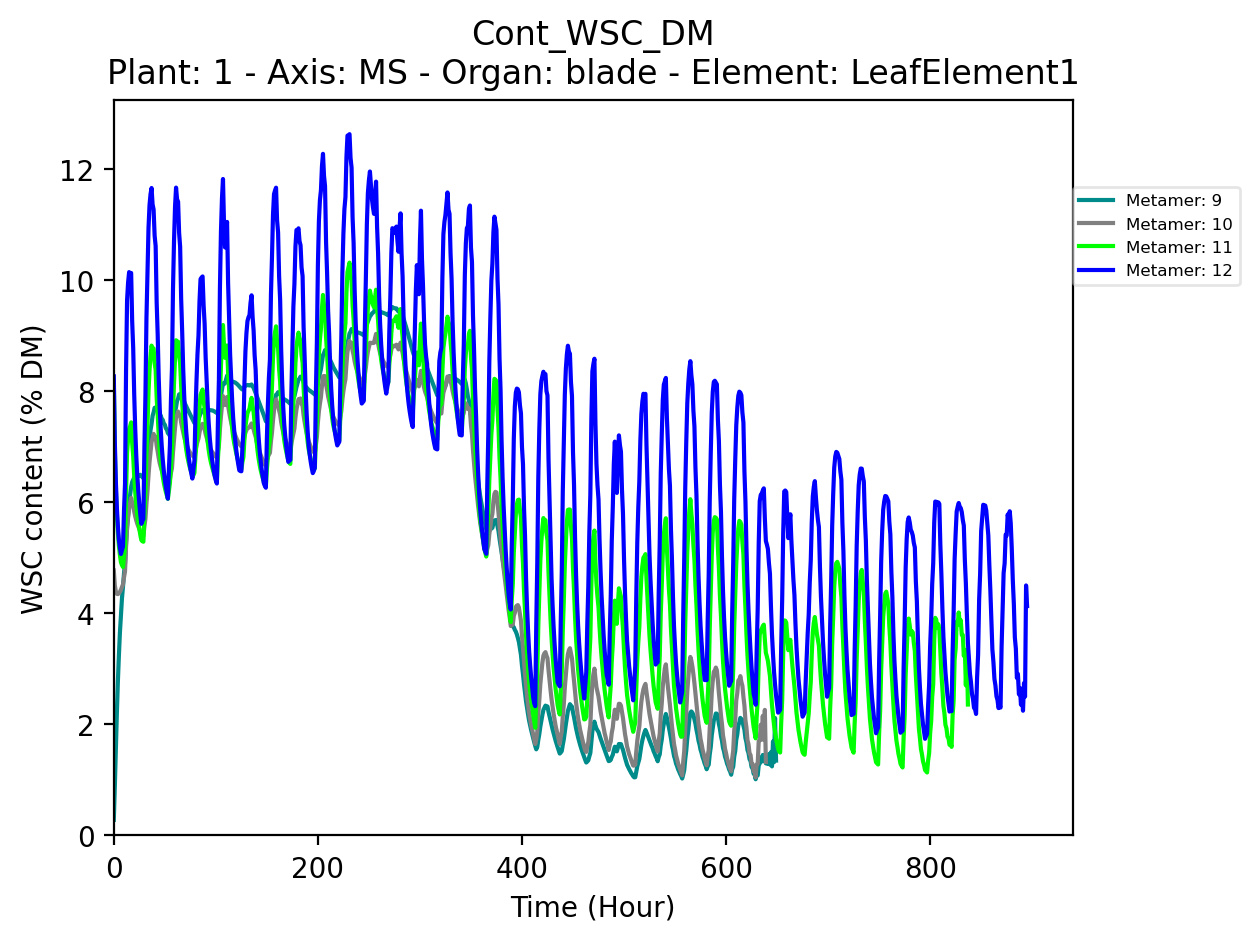 Cont_WSC_DM
Plant: 1 - Axis: MS - Organ: blade - Element: LeafElement1
WSC content (% DM)
12
10
8
6
4
2
0
0 200 400 600 800
Time (Hour)
Metamer: 9
Metamer: 10
Metamer: 11
Metamer: 12